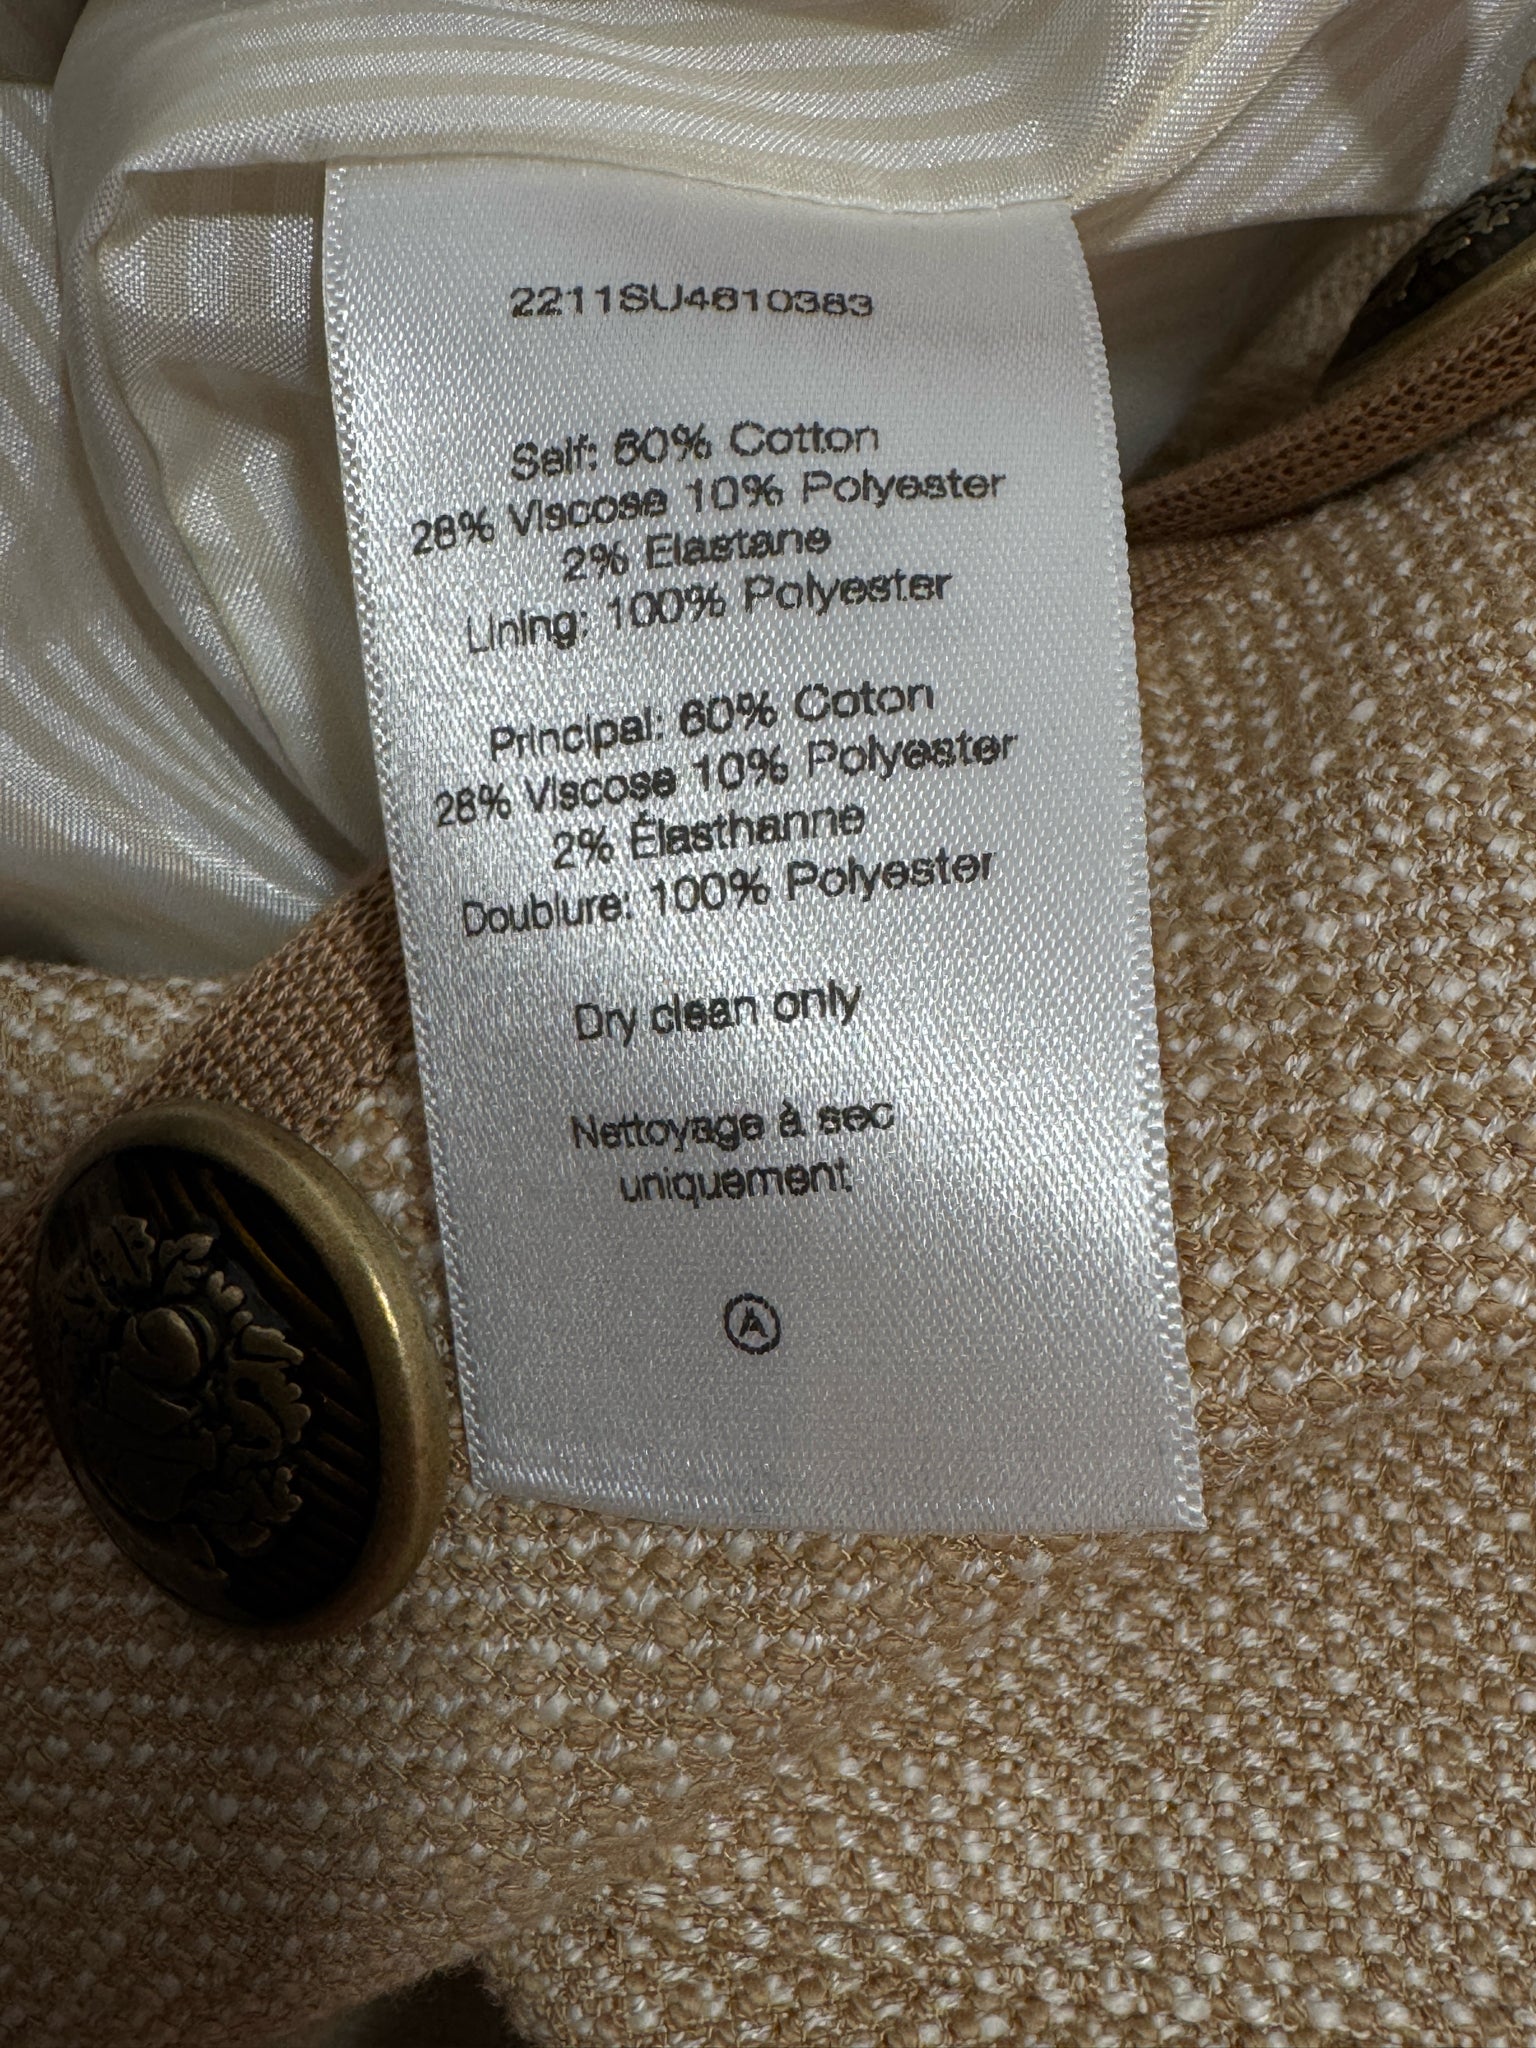 2211SU4610383
Self: 60% Cotton
28% Viscose 10% Polyester
2% Elastane
Lining: 100% Polyester
Principal: 60% Coton
28% Viscose 10% Polyester
2% Élasthanne
Doublure: 100% Polyester
Dry clean only
Nettoyage à sec
uniquement
A